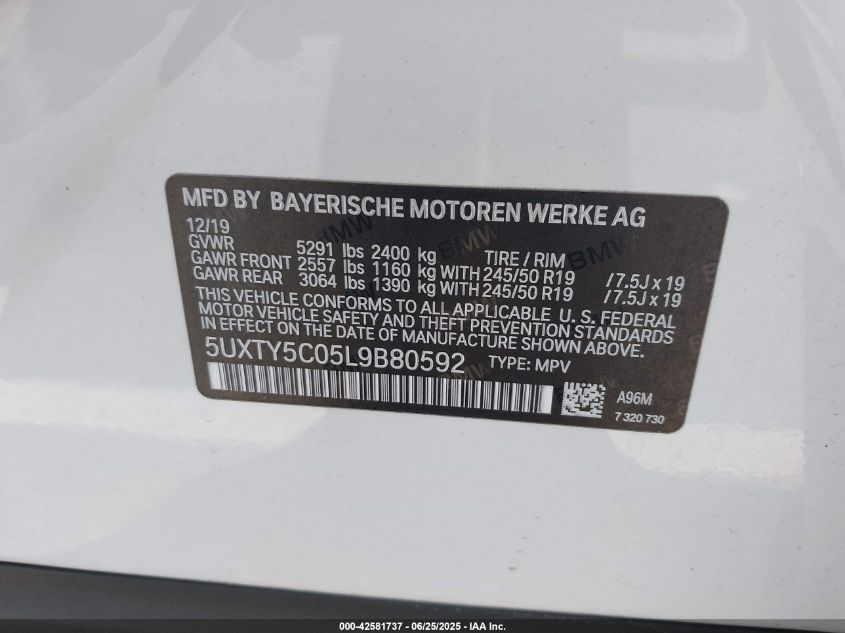 MFD BY BAYERISCHE MOTOREN WERKE AG
12/19
GVWR 5291 lbs 2400 kg TIRE / RIM
GAWR FRONT 2557 lbs 1160 kg WITH 245/50 R19 /7.5J x 19
GAWR REAR 3064 lbs 1390 kg WITH 245/50 R19 /7.5J x 19
THIS VEHICLE CONFORMS TO ALL APPLICABLE U. S. FEDERAL
MOTOR VEHICLE SAFETY AND THEFT PREVENTION STANDARDS
IN EFFECT ON THE DATE OF MANUFACTURE SHOWN ABOVE.
5UXTY5C05L9B80592 TYPE: MPV
A96M
7 320 730
000-42581737 - 06/25/2025 - IAA Inc.